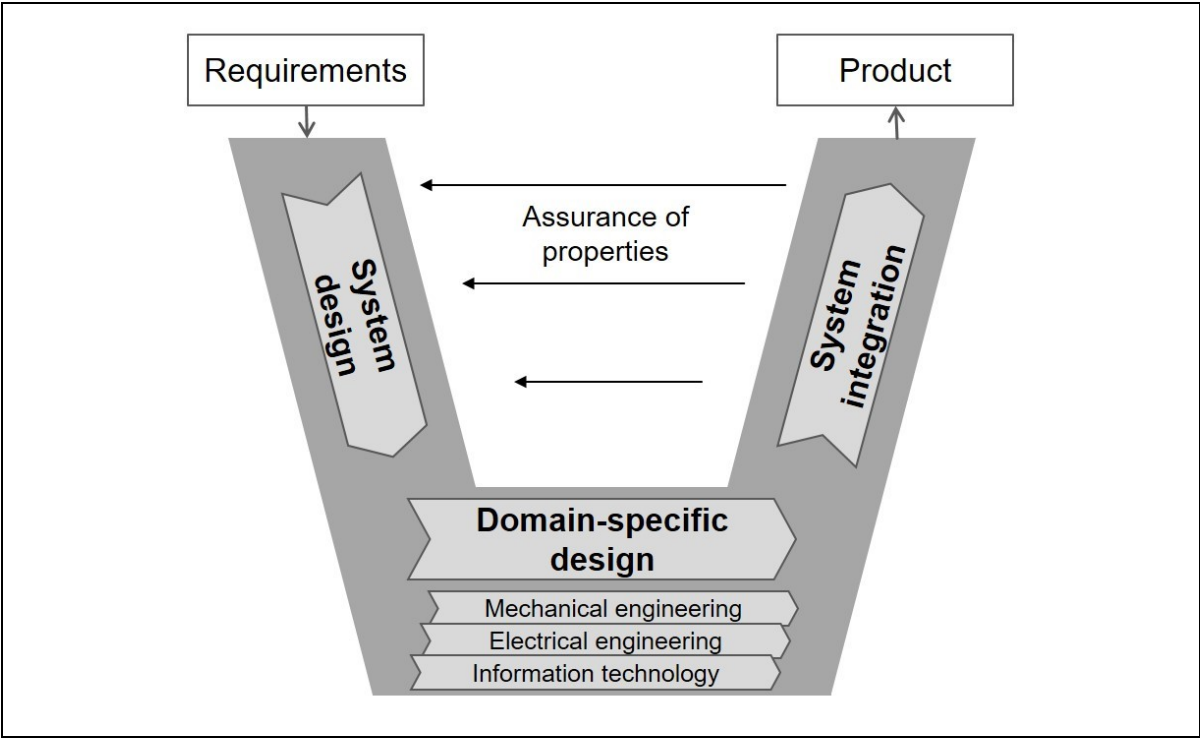 Requirements
Product
Assurance of
properties
System
design
System
integration
Domain-specific
design
Mechanical engineering
Electrical engineering
Information technology